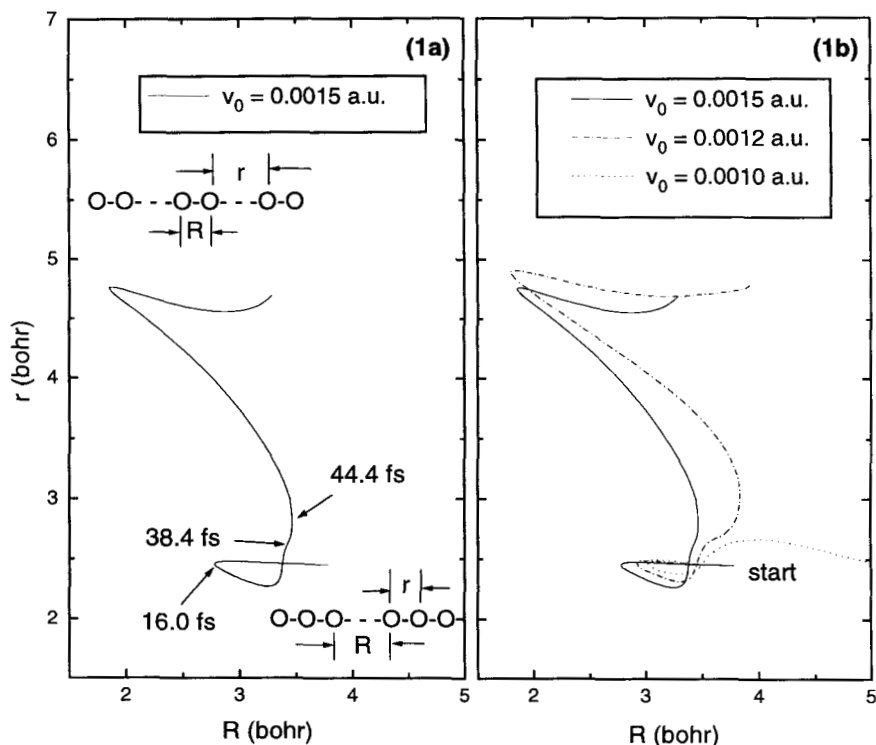 7
6
5
4
3
2
r (bohr)
(1a)
v0 = 0.0015 a.u.
r
O-O---O-O---O-O
R
44.4 fs
38.4 fs
16.0 fs
r
O-O-O---O-O-O
R
2
3
4
5
R (bohr)
(1b)
v0 = 0.0015 a.u.
v0 = 0.0012 a.u.
v0 = 0.0010 a.u.
start
2
3
4
5
R (bohr)